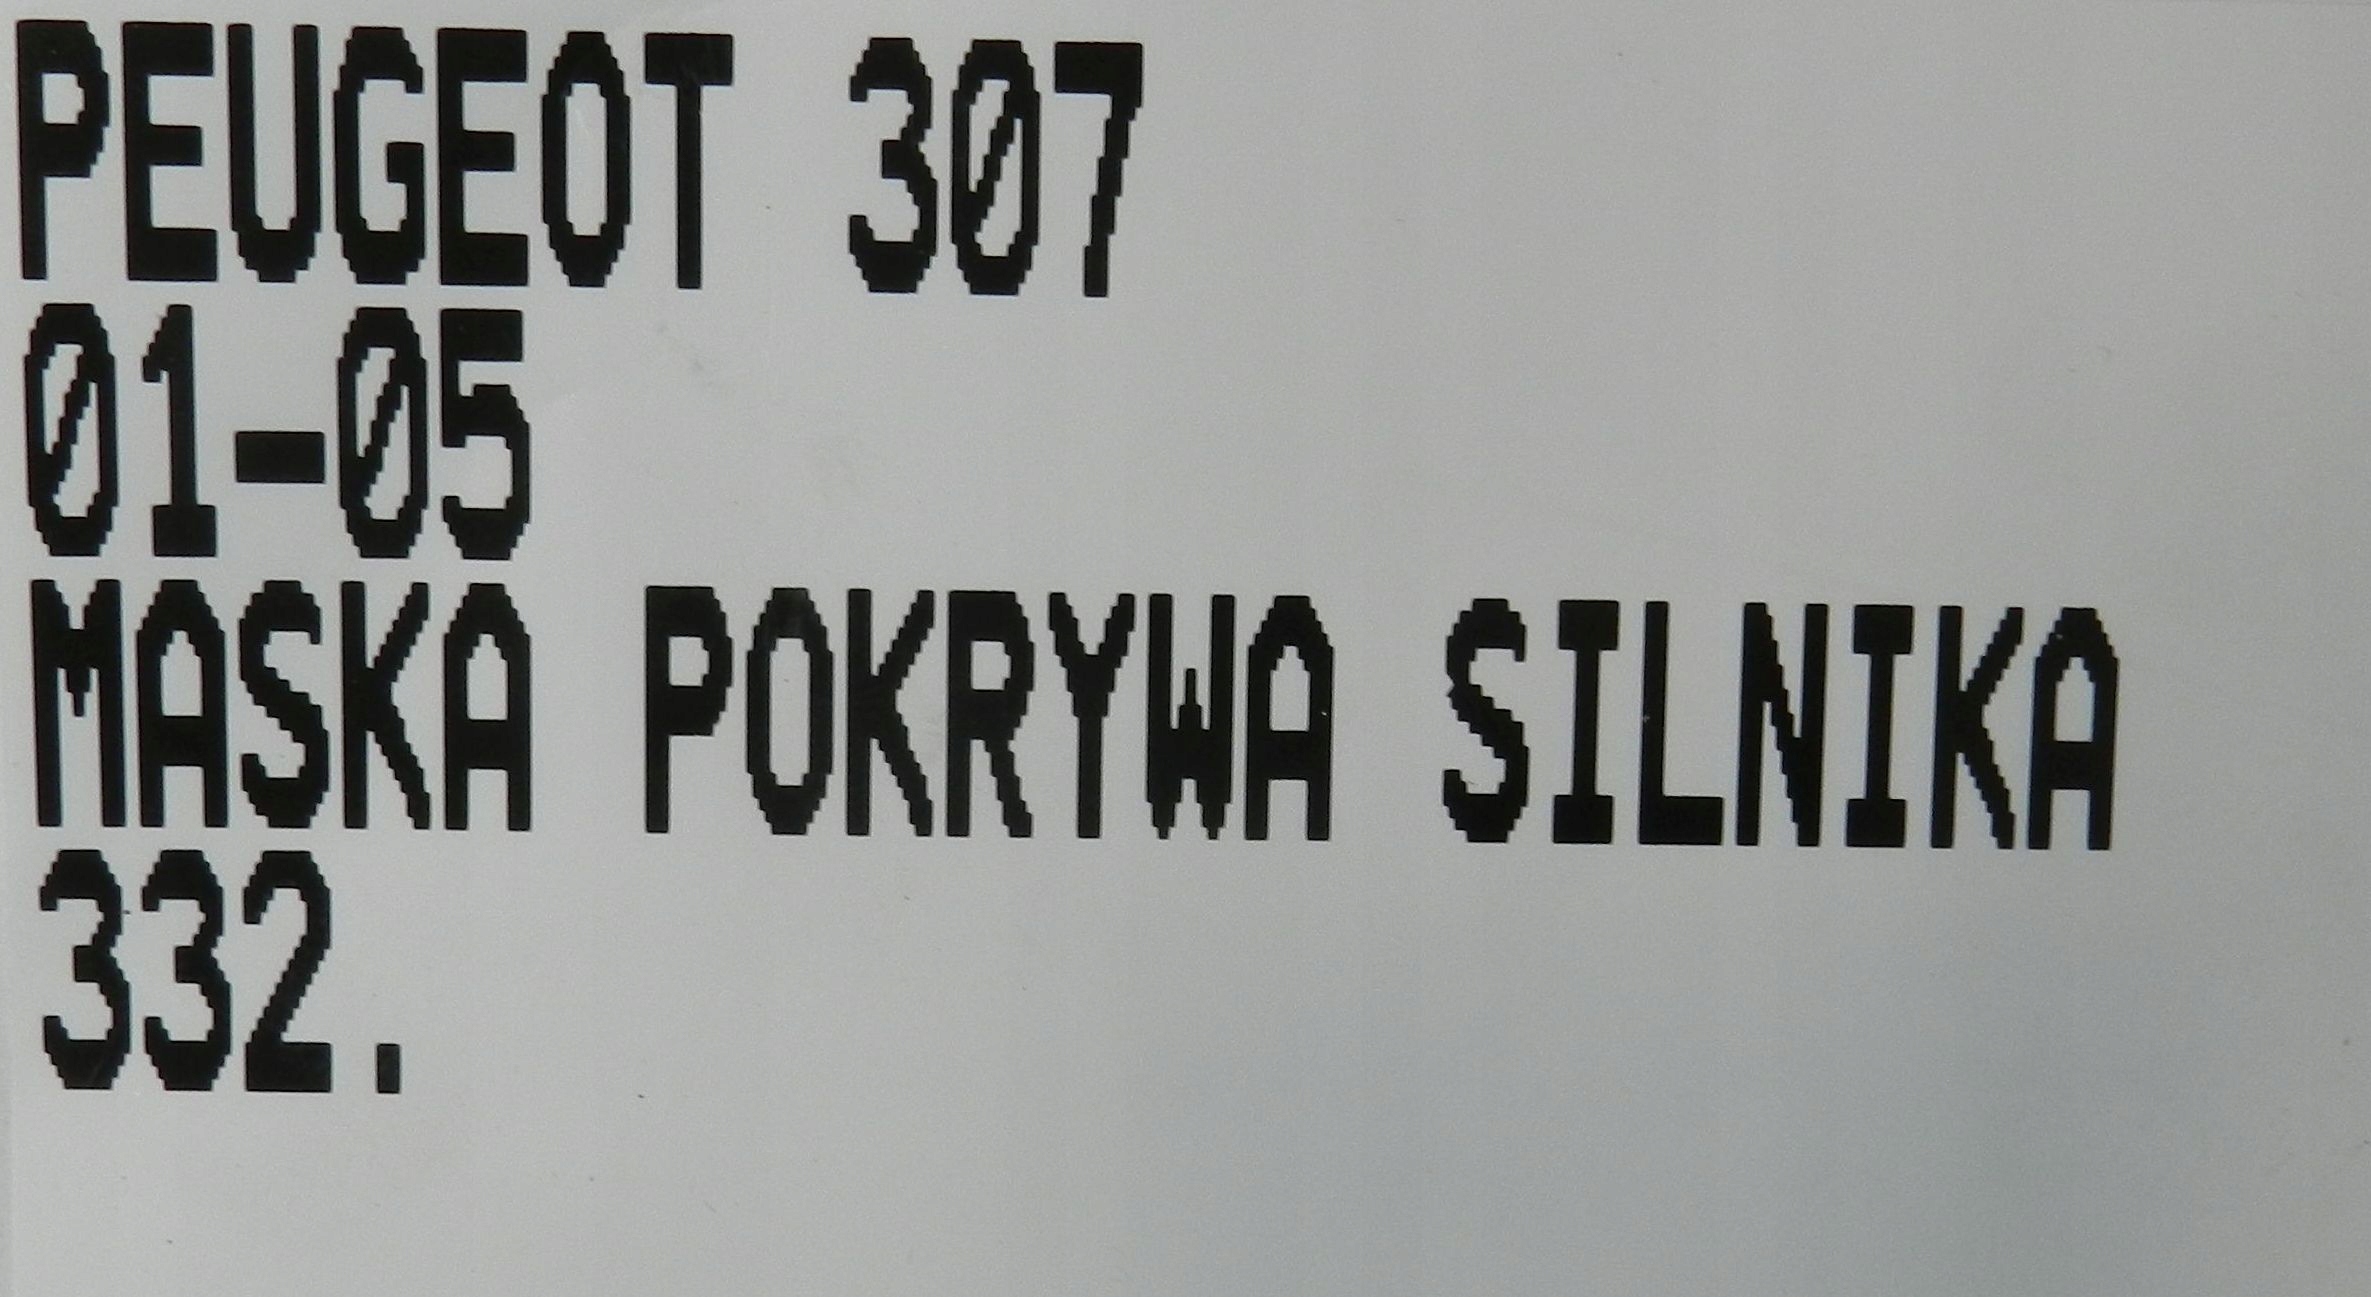 PEUGEOT 307
01-05
MASKA POKRYWA SILNIKA
332.